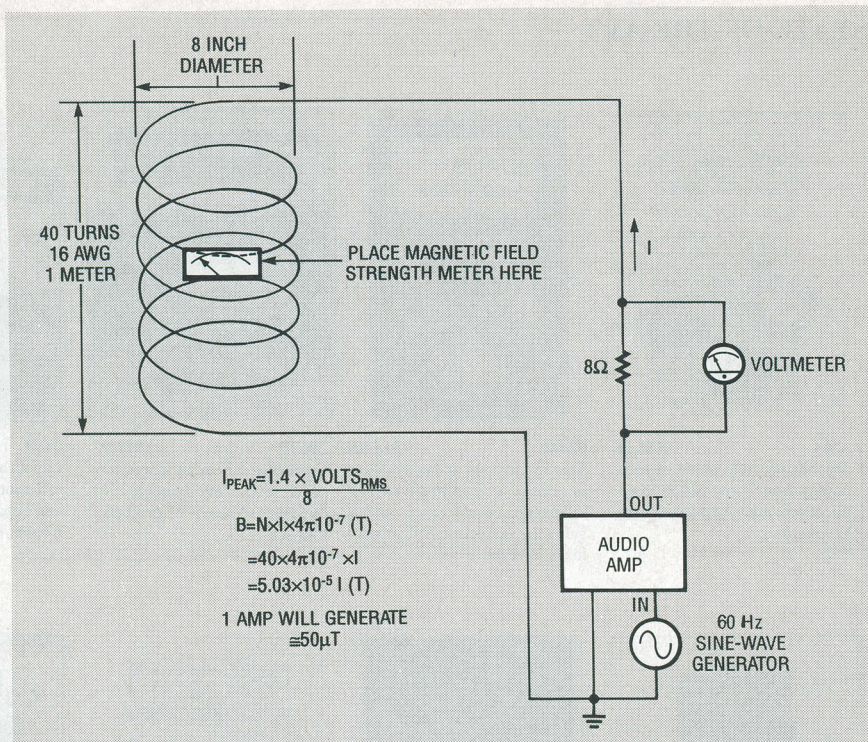 8 INCH
DIAMETER
40 TURNS
16 AWG
1 METER
PLACE MAGNETIC FIELD
STRENGTH METER HERE
I
8Ω
VOLTMETER
I_PEAK=1.4 × VOLTS_RMS
8
B=N×I×4π10⁻⁷ (T)
=40×4π10⁻⁷ ×I
=5.03×10⁻⁵ I (T)
1 AMP WILL GENERATE
≅50μT
OUT
AUDIO
AMP
IN
60 Hz
SINE-WAVE
GENERATOR